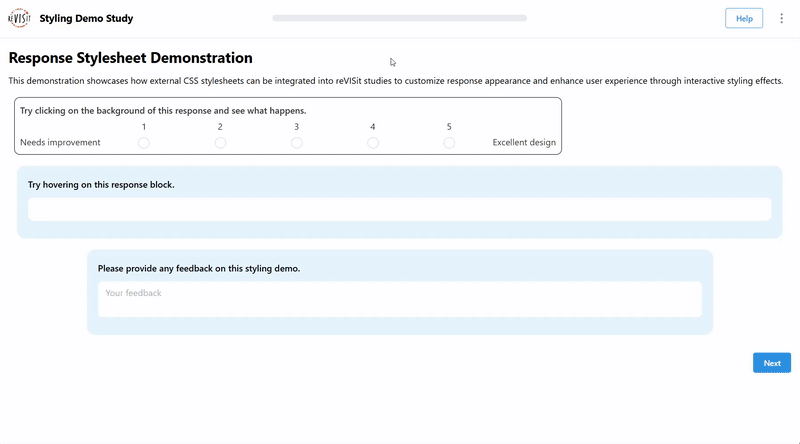 reVISit
Styling Demo Study
Help
Response Stylesheet Demonstration
This demonstration showcases how external CSS stylesheets can be integrated into reVISit studies to customize response appearance and enhance user experience through interactive styling effects.
Try clicking on the background of this response and see what happens.
1 2 3 4 5
Needs improvement Excellent design
Try hovering on this response block.
Please provide any feedback on this styling demo.
Your feedback
Next